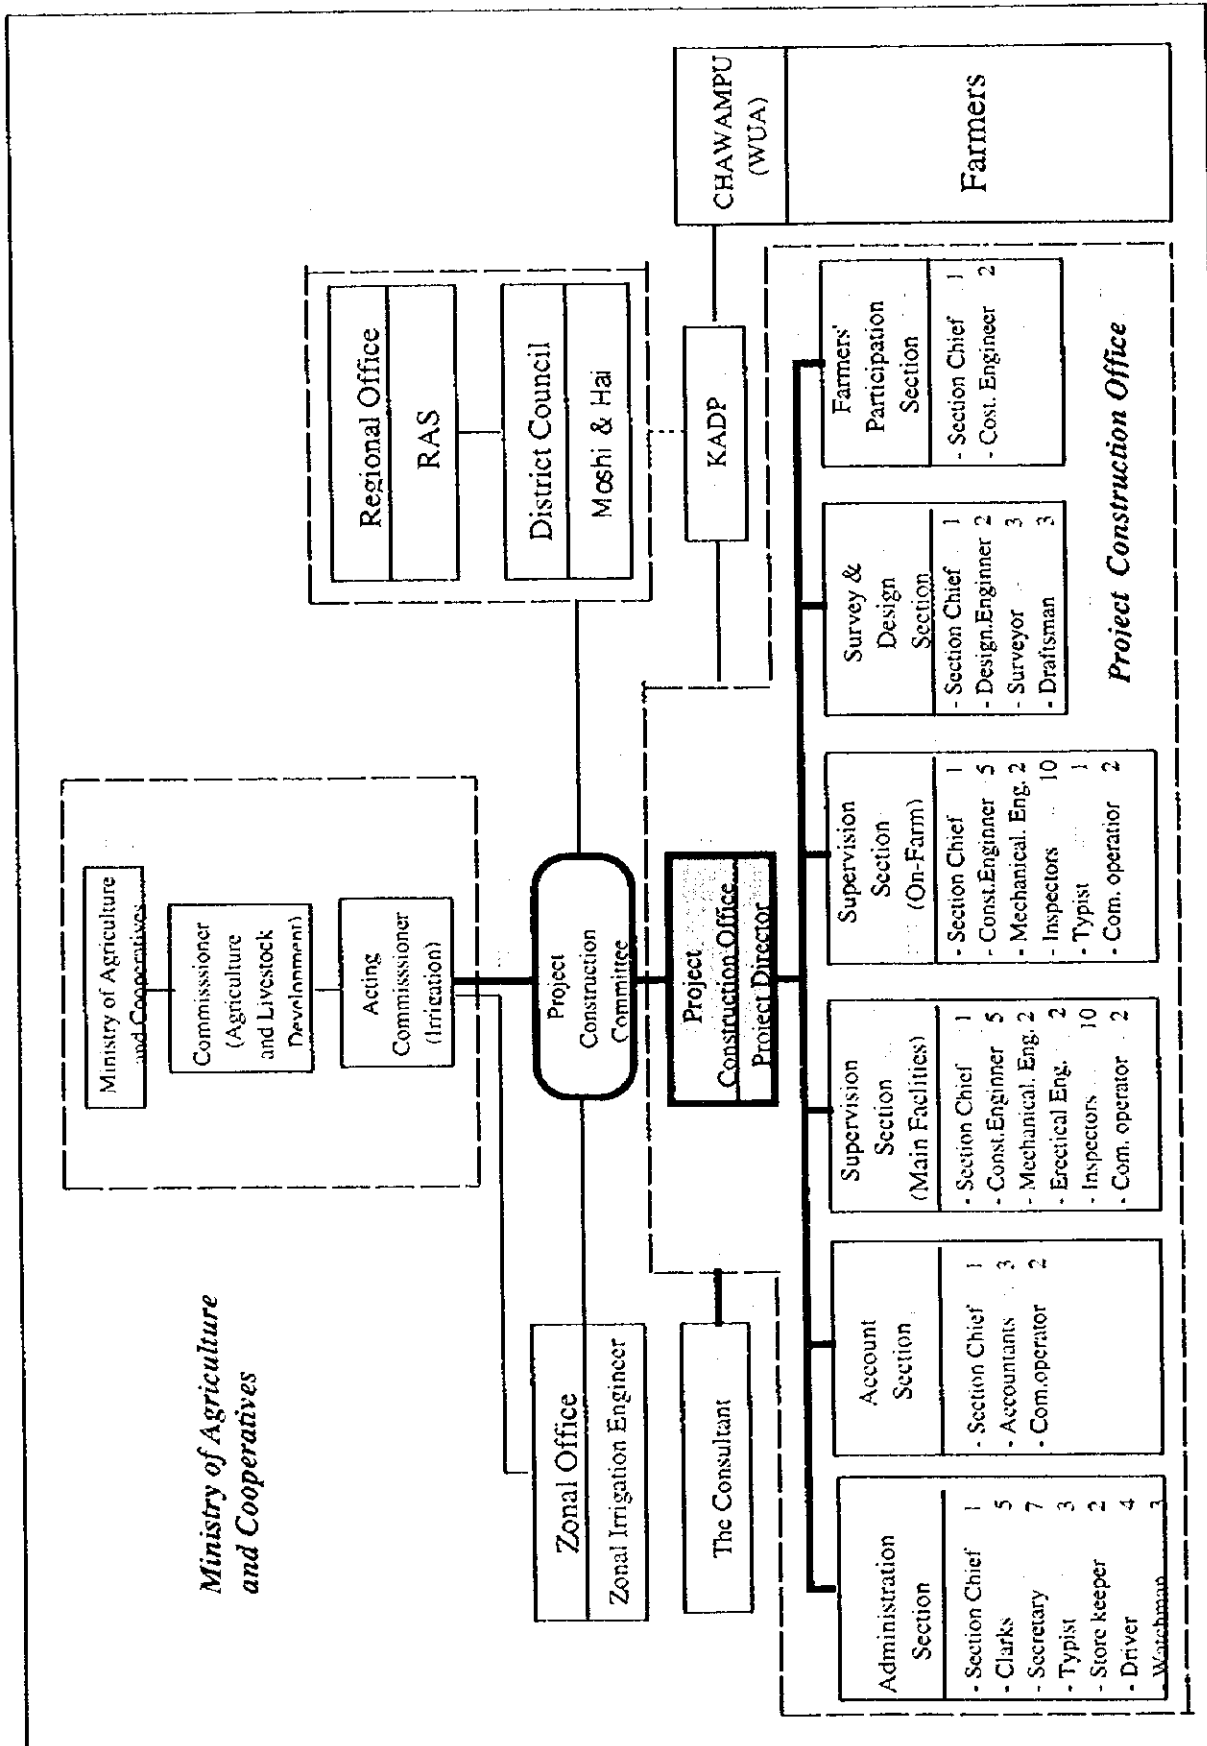 Ministry of Agriculture
and Cooperatives
Ministry of Agriculture
and Cooperatives
Commissioner
(Agriculture
and Livestock
Development)
Acting
Commisssioner
(Irrigation)
Regional Office
RAS
District Council
Moshi & Hai
Zonal Office
Zonal Irrigation Engineer
Project
Construction
Committee
The Consultant
Project
Construction Office
Project Director
KADP
CHAWAMPU
(WUA)
Farmers
Administration
Section
- Section Chief 1
- Clarks 5
- Secretary 7
- Typist 3
- Store keeper 2
- Driver 4
- Watchman 3
Account
Section
- Section Chief 1
- Accountants 3
- Com.operator 2
Supervision
Section
(Main Faclities)
- Section Chief 1
- Const.Enginner 5
- Mechanical. Eng. 2
- Erectical Eng. 2
- Inspectors 10
- Com. operator 2
Supervision
Section
(On-Farm)
- Section Chief 1
- Const.Enginner 5
- Mechanical. Eng. 2
- Inspectors 10
- Typist 1
- Com. operatior 2
Survey &
Design
Section
- Section Chief 1
- Design.Enginner 2
- Surveyor 3
- Draftsman 3
Farmers'
Participation
Section
- Section Chief 1
- Cost. Engineer 2
Project Construction Office